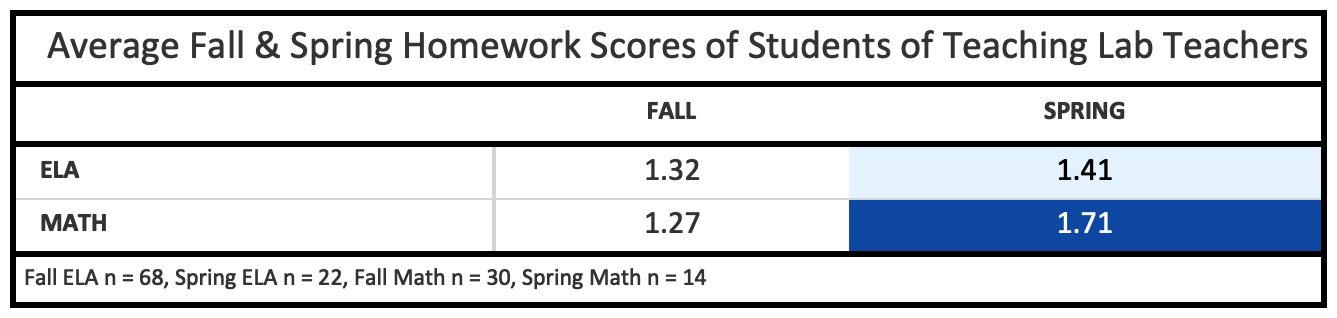 Average Fall & Spring Homework Scores of Students of Teaching Lab Teachers
FALL SPRING
ELA 1.32 1.41
MATH 1.27 1.71
Fall ELA n = 68, Spring ELA n = 22, Fall Math n = 30, Spring Math n = 14